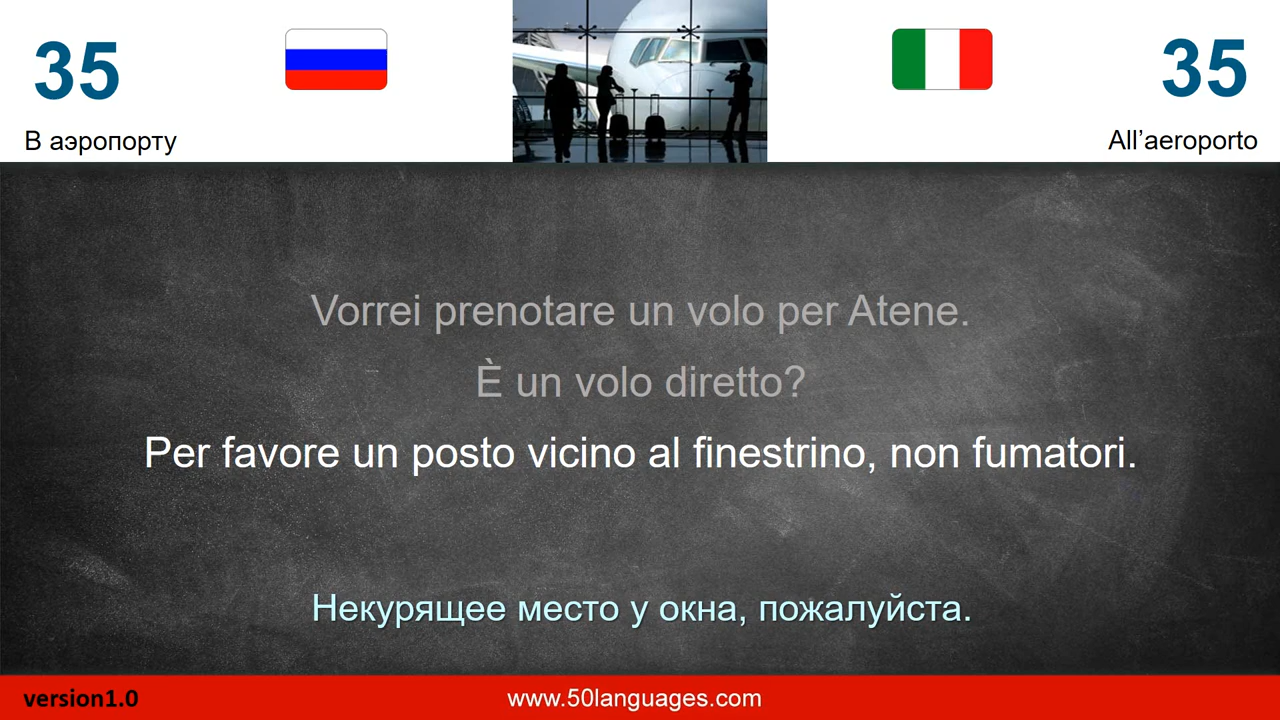 35
35
В аэропорту
All’aeroporto
Vorrei prenotare un volo per Atene.
È un volo diretto?
Per favore un posto vicino al finestrino, non fumatori.
Некурящее место у окна, пожалуйста.
version1.0
www.50languages.com